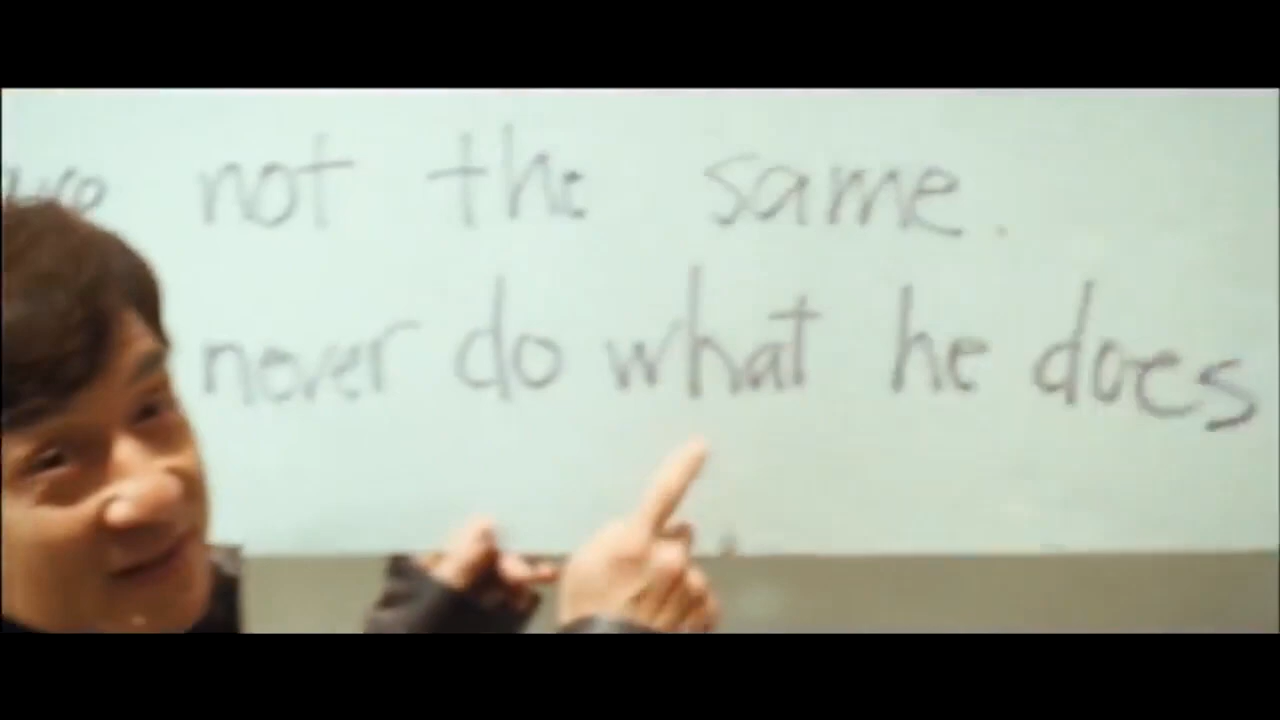 not the same.
never do what he does